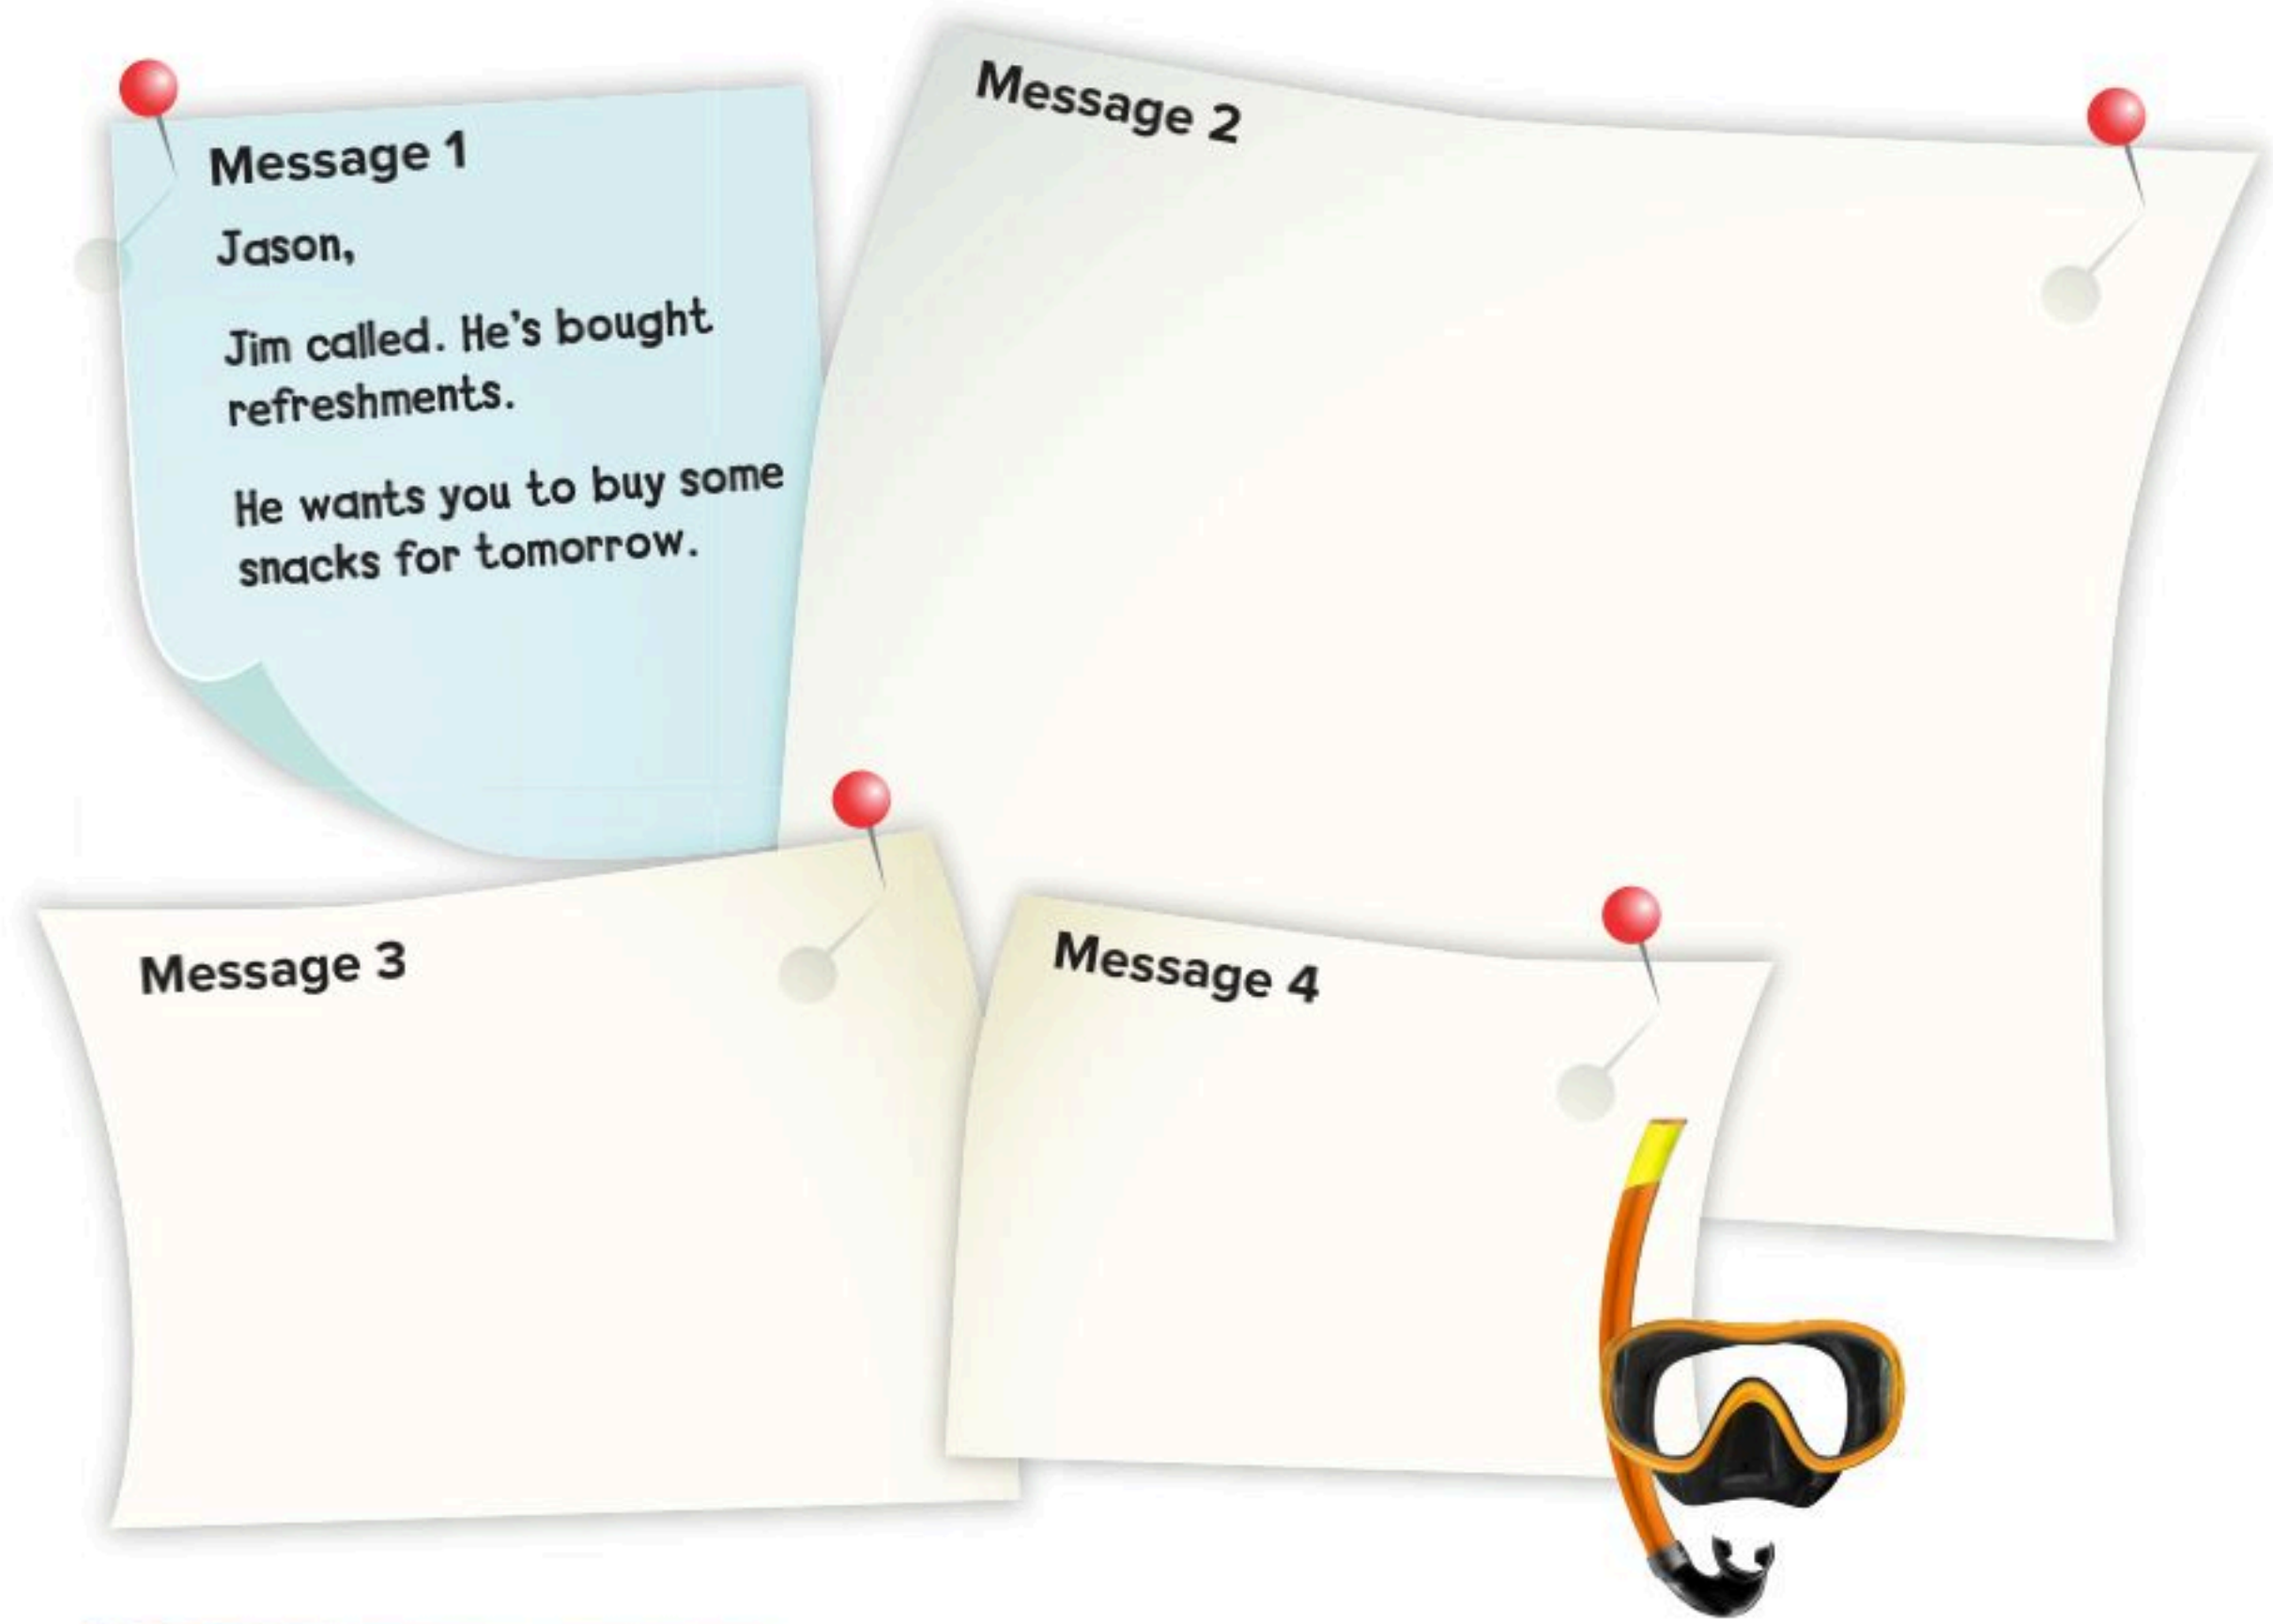 Message 1
Jason,
Jim called. He's bought
refreshments.
He wants you to buy some
snacks for tomorrow.
Message 2
Message 3
Message 4